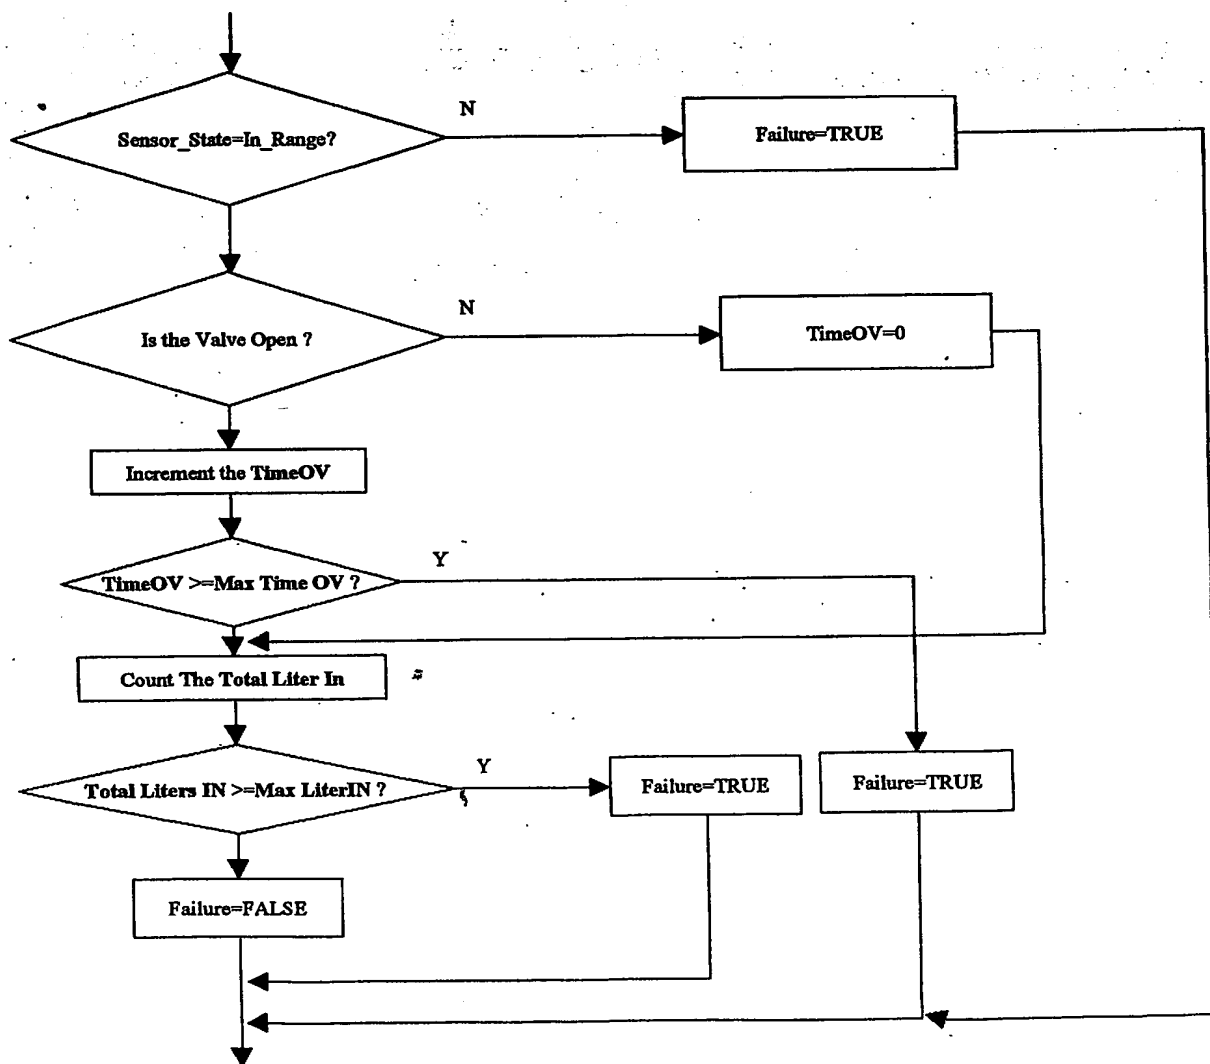 N
Sensor_State=In_Range?
Failure=TRUE
N
Is the Valve Open ?
TimeOV=0
Increment the TimeOV
Y
TimeOV >=Max Time OV ?
Count The Total Liter In
Y
Total Liters IN >=Max LiterIN ?
Failure=TRUE
Failure=TRUE
Failure=FALSE